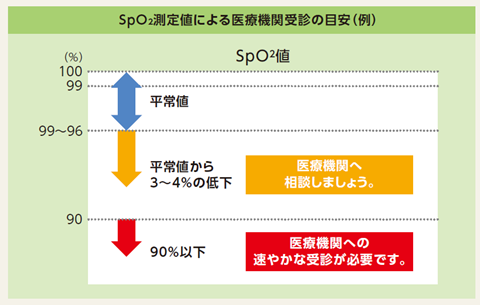 SpO₂測定値による医療機関受診の目安（例）
SpO²値
(%)
100
99
平常値
99〜96
平常値から
3〜4%の低下
医療機関へ
相談しましょう。
90
90%以下
医療機関への
速やかな受診が必要です。